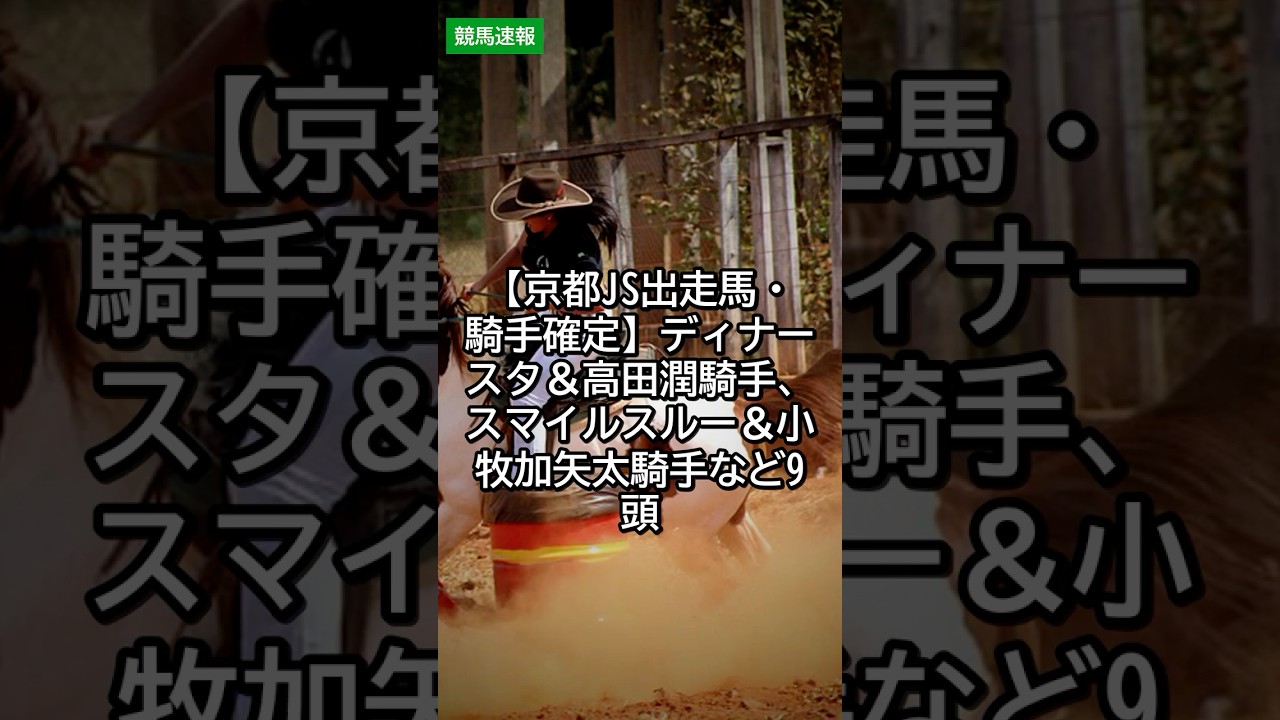 競馬速報
【京都JS出走馬・
騎手確定】ディナー
スタ＆高田潤騎手、
スマイルスルー＆小
牧加矢太騎手など9
頭